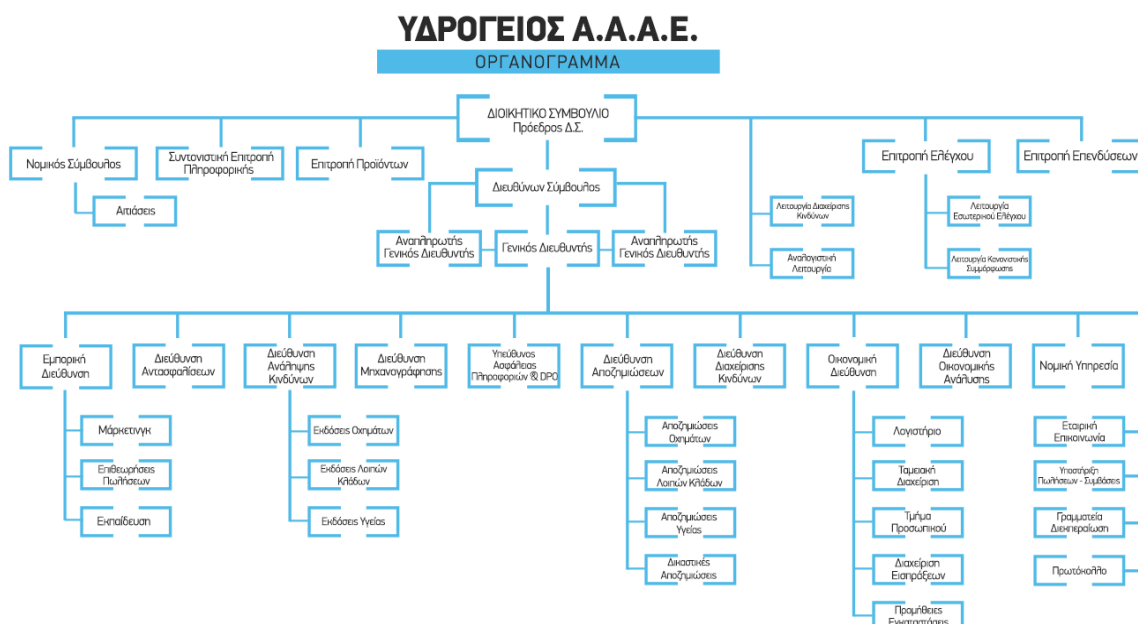 ΥΔΡΟΓΕΙΟΣ Α.Α.Α.Ε.
ΟΡΓΑΝΟΓΡΑΜΜΑ
ΔΙΟΙΚΗΤΙΚΟ ΣΥΜΒΟΥΛΙΟ
Πρόεδρος Δ.Σ.
Νομικός Σύμβουλος
Συντονιστική Επιτροπή
Πληροφορικής
Επιτροπή Προϊόντων
Επιτροπή Ελέγχου
Επιτροπή Επενδύσεων
Διευθύνων Σύμβουλος
Αιτιάσεις
Λειτουργία Διαχείρισης
Κινδύνων
Λειτουργία
Εσωτερικού Ελέγχου
Αναπληρωτής
Γενικός Διευθυντής
Γενικός Διευθυντής
Αναπληρωτής
Γενικός Διευθυντής
Αναλογιστική
Λειτουργία
Λειτουργία Κανονιστικής
Συμμόρφωσης
Εμπορική
Διεύθυνση
Διεύθυνση
Αντασφαλίσεων
Διεύθυνση
Ανάληψης
Κινδύνων
Διεύθυνση
Μηχανογράφησης
Υπεύθυνος
Ασφάλειας
Πληροφοριών & DPO
Διεύθυνση
Αποζημιώσεων
Διεύθυνση
Διαχείρισης
Κινδύνων
Οικονομική
Διεύθυνση
Διεύθυνση
Οικονομικής
Ανάλυσης
Νομική Υπηρεσία
Μάρκετινγκ
Επιθεωρήσεις
Πωλήσεων
Εκπαίδευση
Εκδόσεις Οχημάτων
Εκδόσεις Λοιπών
Κλάδων
Εκδόσεις Υγείας
Αποζημιώσεις
Οχημάτων
Αποζημιώσεις
Λοιπών Κλάδων
Αποζημιώσεις
Υγείας
Δικαστικές
Αποζημιώσεις
Λογιστήριο
Ταμειακή
Διαχείριση
Τμήμα
Προσωπικού
Διαχείριση
Εισπράξεων
Προμήθειες
Εγκαταστάσεις
Εταιρική
Επικοινωνία
Υποστήριξη
Πωλήσεων - Συμβάσεις
Γραμματεία
Διεκπεραίωση
Πρωτόκολλο